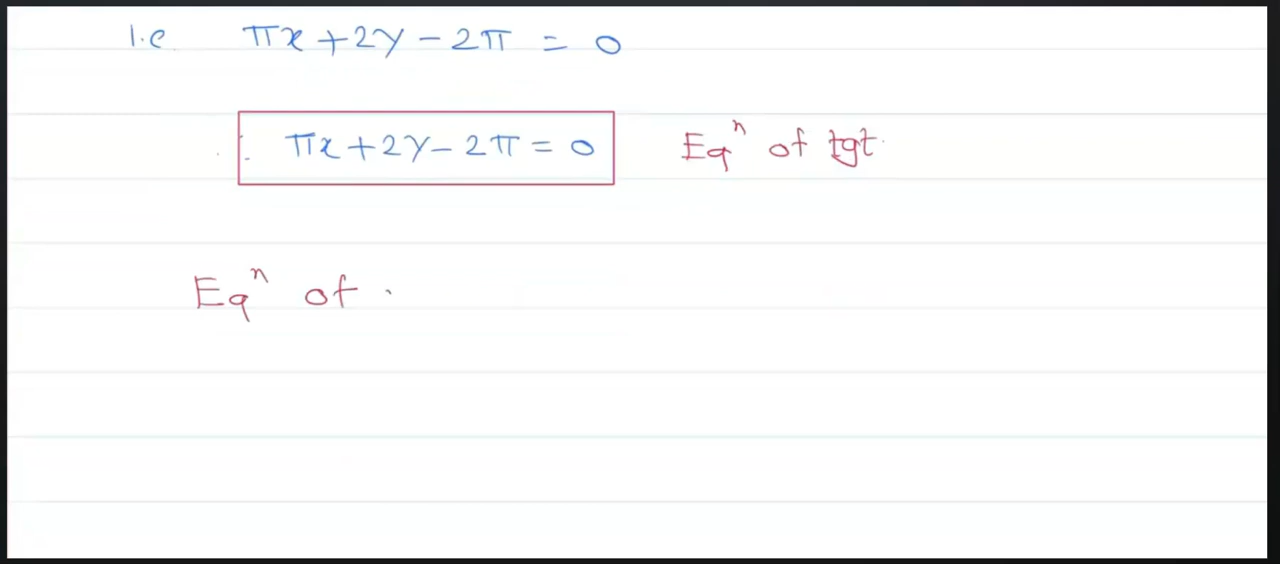 i.e πx + 2y - 2π = 0
∴ πx + 2y - 2π = 0 Eqⁿ of tgt.
Eqⁿ of